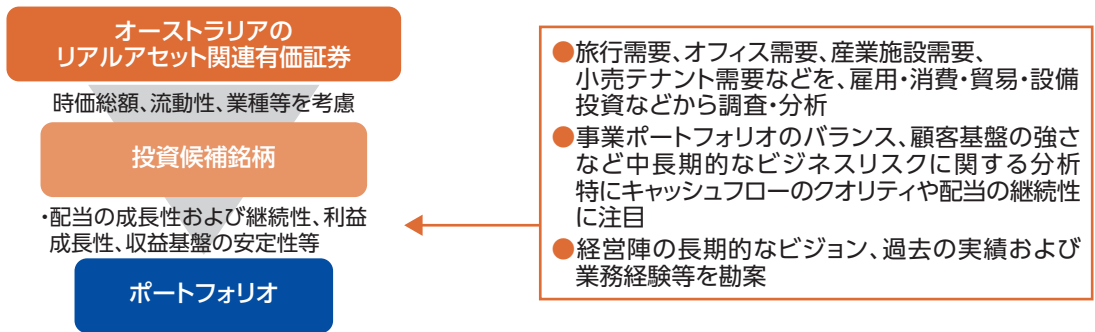 オーストラリアの
リアルアセット関連有価証券
時価総額、流動性、業種等を考慮
投資候補銘柄
・配当の成長性および継続性、利益
成長性、収益基盤の安定性等
ポートフォリオ
●旅行需要、オフィス需要、産業施設需要、
小売テナント需要などを、雇用・消費・貿易・設備
投資などから調査・分析
●事業ポートフォリオのバランス、顧客基盤の強さ
など中長期的なビジネスリスクに関する分析
特にキャッシュフローのクオリティや配当の継続性
に注目
●経営陣の長期的なビジョン、過去の実績および
業務経験等を勘案